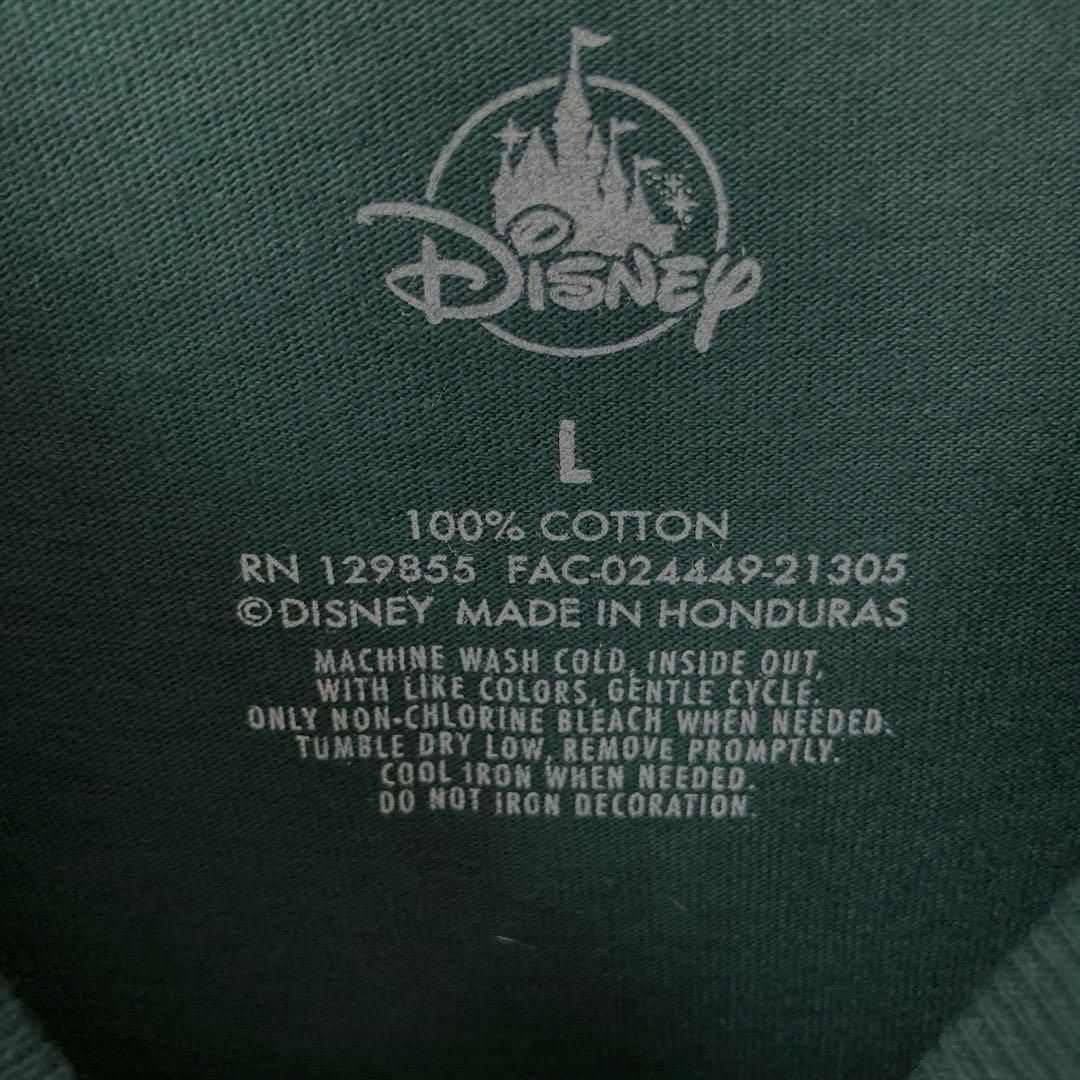 DISNEY
L
100% COTTON
RN 129855 FAC-024449-21305
©DISNEY MADE IN HONDURAS
MACHINE WASH COLD, INSIDE OUT,
WITH LIKE COLORS, GENTLE CYCLE.
ONLY NON-CHLORINE BLEACH WHEN NEEDED.
TUMBLE DRY LOW, REMOVE PROMPTLY.
COOL IRON WHEN NEEDED.
DO NOT IRON DECORATION.